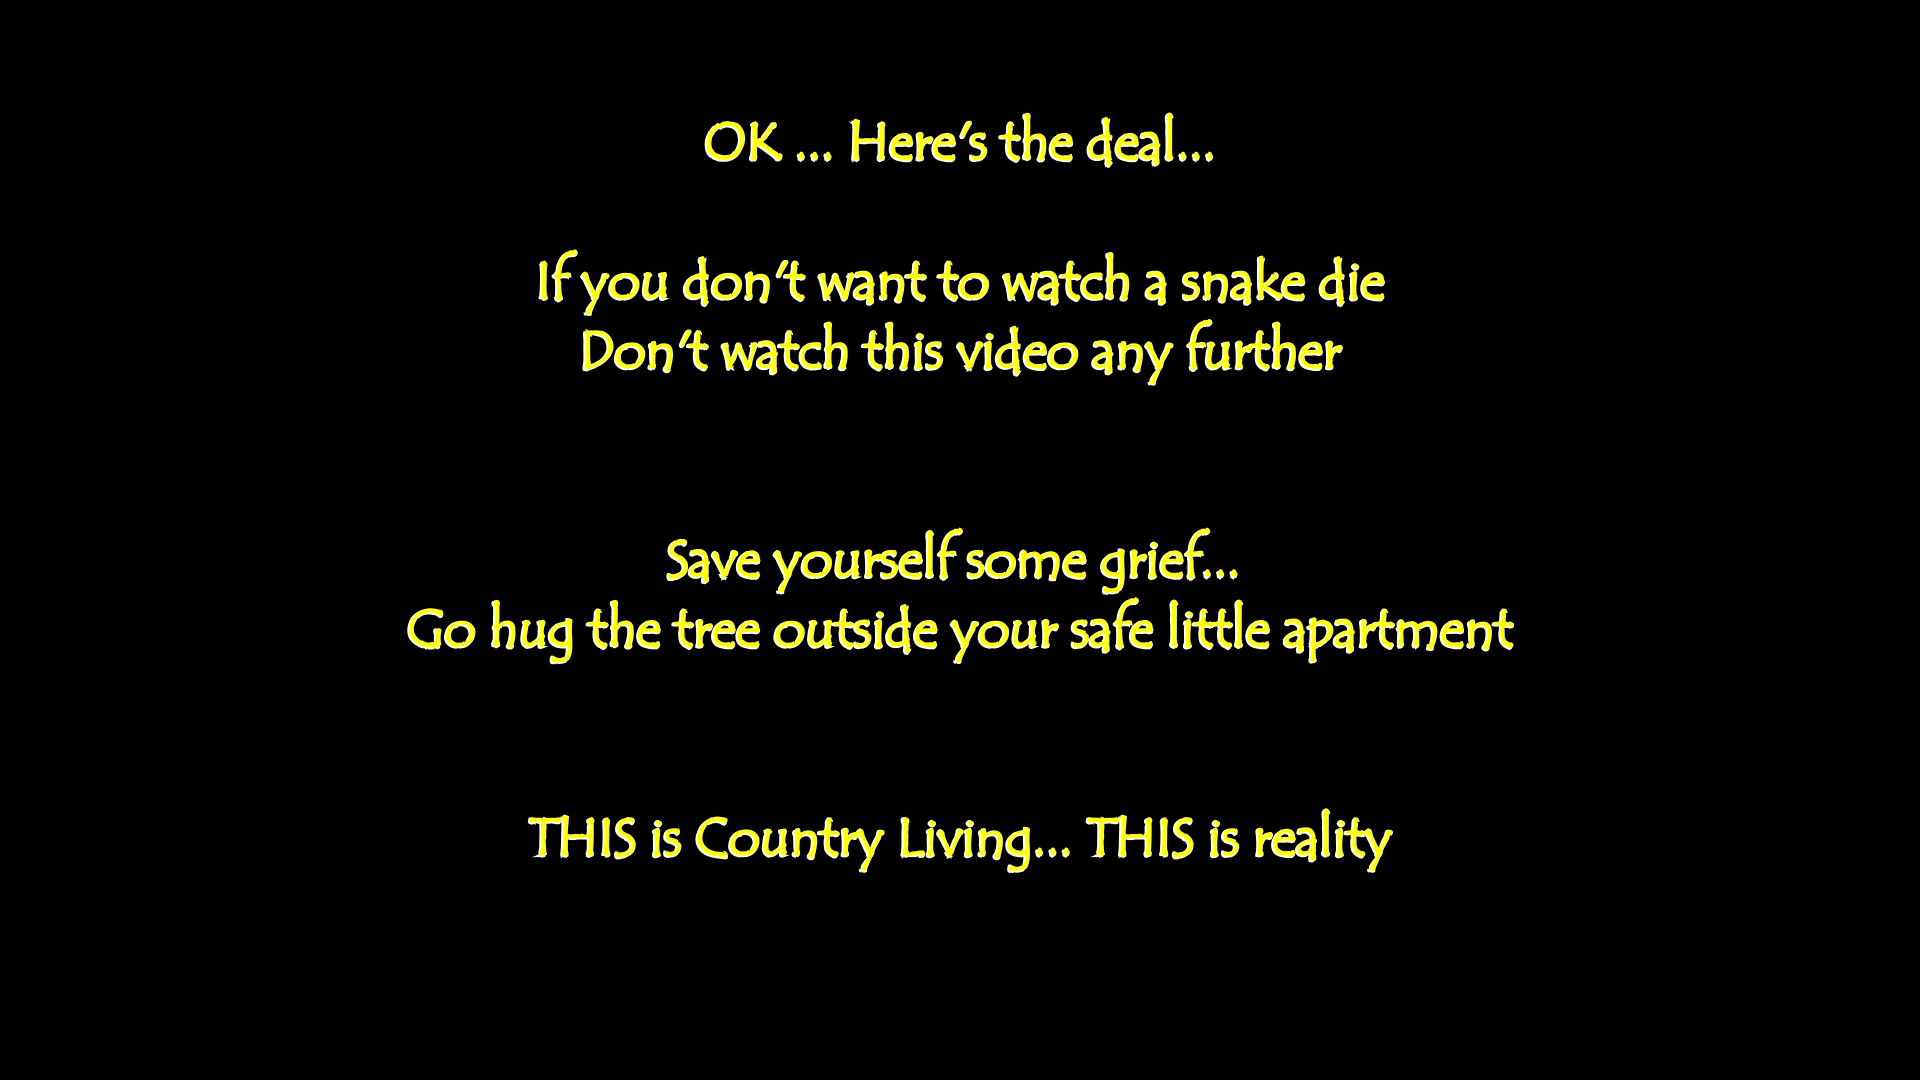 OK ... Here's the deal...
If you don't want to watch a snake die
Don't watch this video any further
Save yourself some grief...
Go hug the tree outside your safe little apartment
THIS is Country Living... THIS is reality